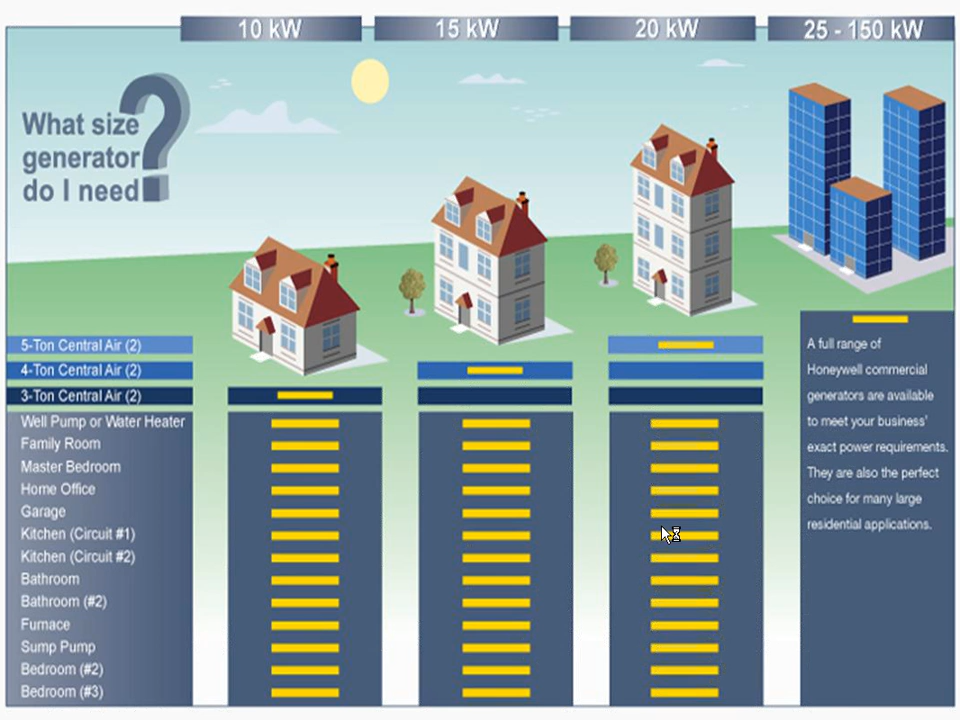 10 kW
15 kW
20 kW
25 - 150 kW
What size
generator
do I need
?
5-Ton Central Air (2)
4-Ton Central Air (2)
3-Ton Central Air (2)
Well Pump or Water Heater
Family Room
Master Bedroom
Home Office
Garage
Kitchen (Circuit #1)
Kitchen (Circuit #2)
Bathroom
Bathroom (#2)
Furnace
Sump Pump
Bedroom (#2)
Bedroom (#3)
A full range of
Honeywell commercial
generators are available
to meet your business'
exact power requirements.
They are also the perfect
choice for many large
residential applications.